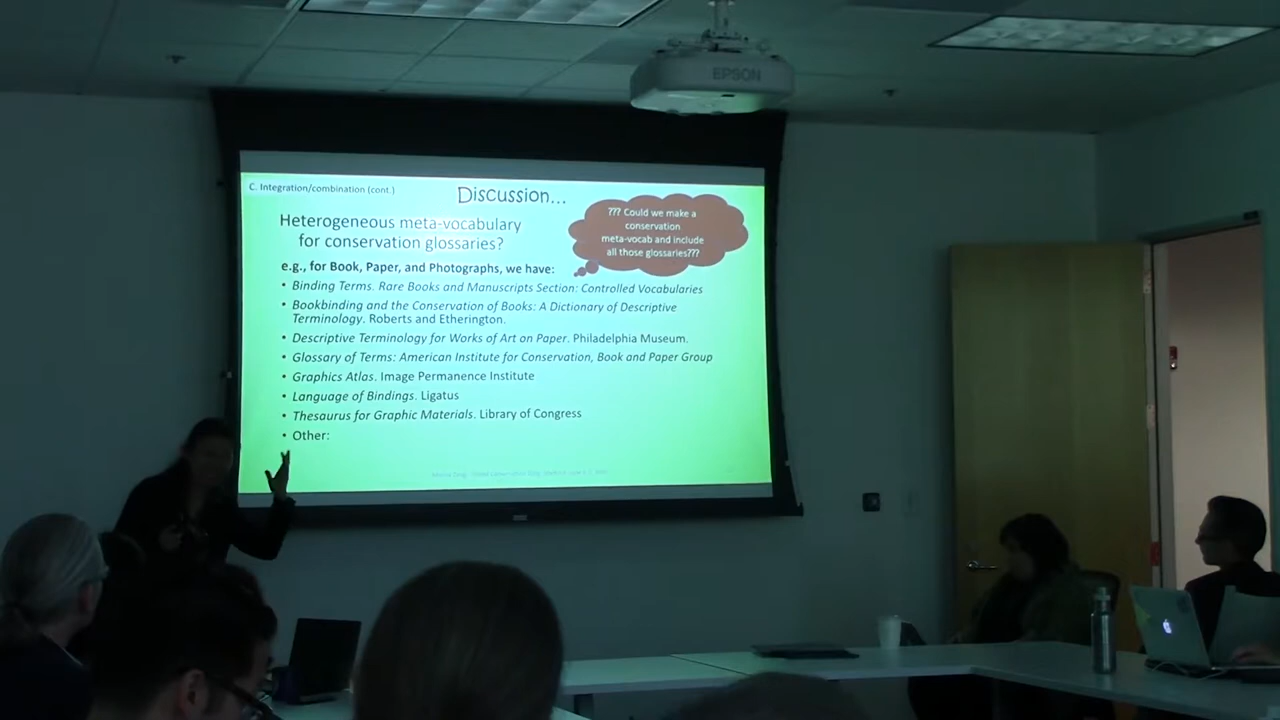 EPSON
C. Integration/combination (cont.)
Discussion...
Heterogeneous meta-vocabulary
for conservation glossaries?
??? Could we make a
conservation
meta-vocab and include
all those glossaries???
e.g., for Book, Paper, and Photographs, we have:
• Binding Terms. Rare Books and Manuscripts Section: Controlled Vocabularies
• Bookbinding and the Conservation of Books: A Dictionary of Descriptive
Terminology. Roberts and Etherington.
• Descriptive Terminology for Works of Art on Paper. Philadelphia Museum.
• Glossary of Terms: American Institute for Conservation, Book and Paper Group
• Graphics Atlas. Image Permanence Institute
• Language of Bindings. Ligatus
• Thesaurus for Graphic Materials. Library of Congress
• Other: